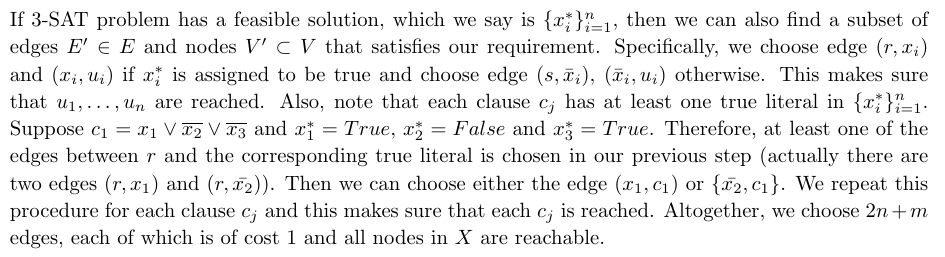 If 3-SAT problem has a feasible solution, which we say is $\{x_i^*\}_{i=1}^n$, then we can also find a subset of
edges $E' \in E$ and nodes $V' \subset V$ that satisfies our requirement. Specifically, we choose edge $(r, x_i)$
and $(x_i, u_i)$ if $x_i^*$ is assigned to be true and choose edge $(s, \bar{x}_i)$, $(\bar{x}_i, u_i)$ otherwise. This makes sure
that $u_1, \ldots, u_n$ are reached. Also, note that each clause $c_j$ has at least one true literal in $\{x_i^*\}_{i=1}^n$.
Suppose $c_1 = x_1 \vee \overline{x_2} \vee \overline{x_3}$ and $x_1^* = True$, $x_2^* = False$ and $x_3^* = True$. Therefore, at least one of the
edges between $r$ and the corresponding true literal is chosen in our previous step (actually there are
two edges $(r, x_1)$ and $(r, \bar{x_2})$). Then we can choose either the edge $(x_1, c_1)$ or $\{\bar{x_2}, c_1\}$. We repeat this
procedure for each clause $c_j$ and this makes sure that each $c_j$ is reached. Altogether, we choose $2n + m$
edges, each of which is of cost 1 and all nodes in $X$ are reachable.